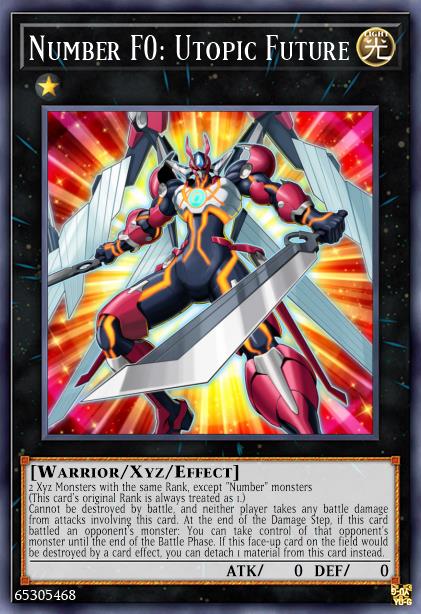 Number F0: Utopic Future
LIGHT
光
[Warrior/Xyz/Effect]
2 Xyz Monsters with the same Rank, except "Number" monsters
(This card's original Rank is always treated as 1.)
Cannot be destroyed by battle, and neither player takes any battle damage
from attacks involving this card. At the end of the Damage Step, if this card
battled an opponent's monster: You can take control of that opponent's
monster until the end of the Battle Phase. If this face-up card on the field would
be destroyed by a card effect, you can detach 1 material from this card instead.
ATK/ 0 DEF/ 0
65305468